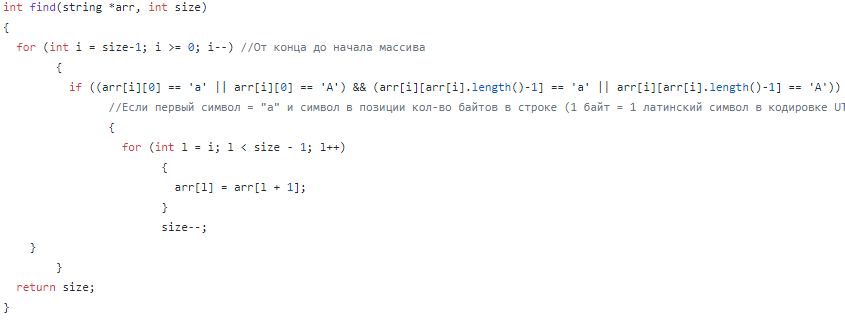 int find(string *arr, int size)
{
for (int i = size-1; i >= 0; i--) //От конца до начала массива
{
if ((arr[i][0] == 'a' || arr[i][0] == 'A') && (arr[i][arr[i].length()-1] == 'a' || arr[i][arr[i].length()-1] == 'A'))
//Если первый символ = "a" и символ в позиции кол-во байтов в строке (1 байт = 1 латинский символ в кодировке UT
{
for (int l = i; l < size - 1; l++)
{
arr[l] = arr[l + 1];
}
size--;
}
}
return size;
}